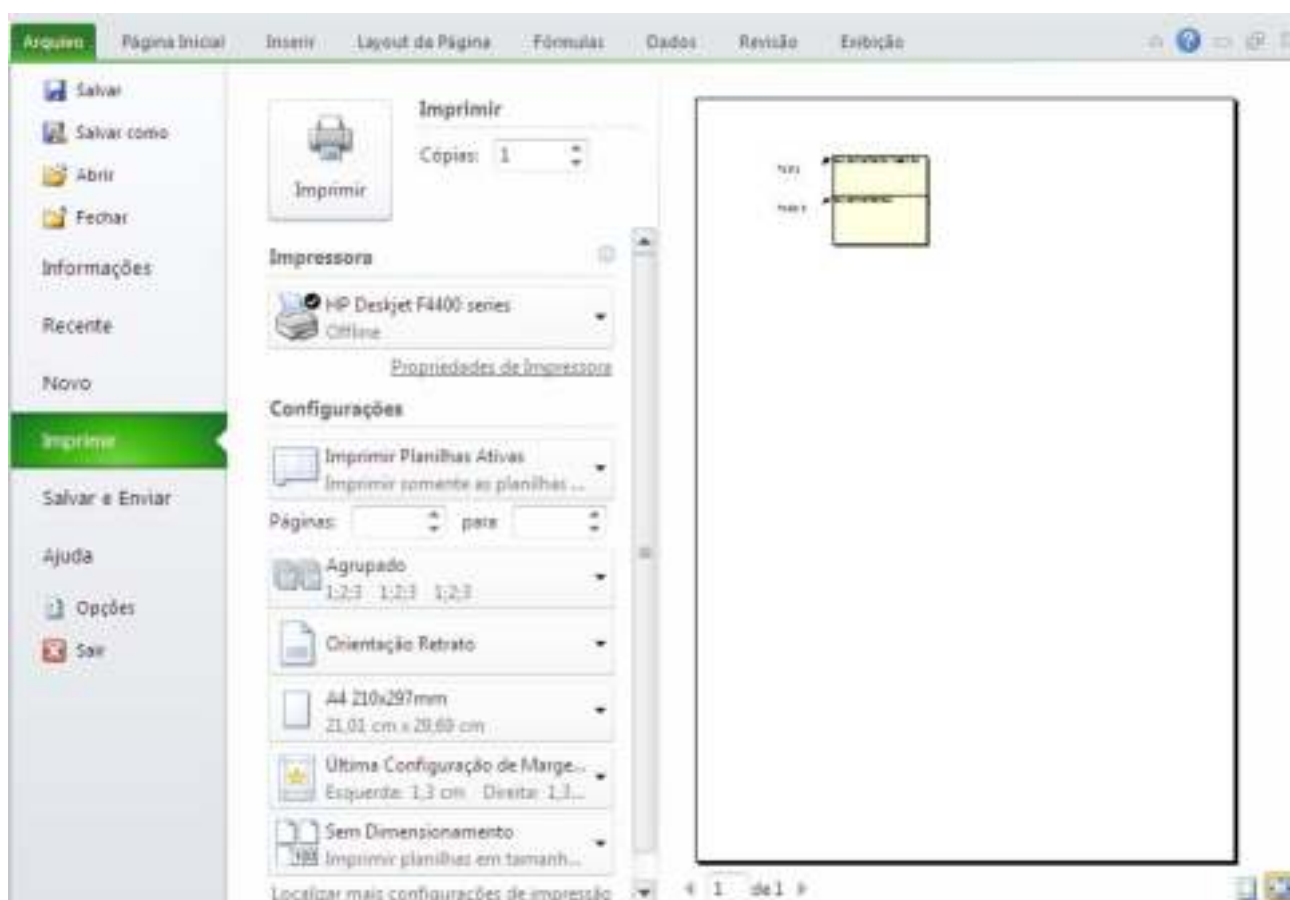 Arquivo Página Inicial Inserir Layout da Página Fórmulas Dados Revisão Exibição
Salvar
Salvar como
Abrir
Fechar
Informações
Recente
Novo
Imprimir
Salvar e Enviar
Ajuda
Opções
Sair
Imprimir
Imprimir
Cópias: 1
Impressora
HP Deskjet F4400 series
Offline
Propriedades de Impressora
Configurações
Imprimir Planilhas Ativas
Imprimir somente as planilhas ...
Páginas: para
Agrupado
1;2;3 1;2;3 1;2;3
Orientação Retrato
A4 210x297mm
21,01 cm x 29,69 cm
Última Configuração de Marge...
Esquerda: 1,3 cm Direita: 1,3...
Sem Dimensionamento
Imprimir planilhas em tamanh...
Localizar mais configurações de impressão
1 de 1